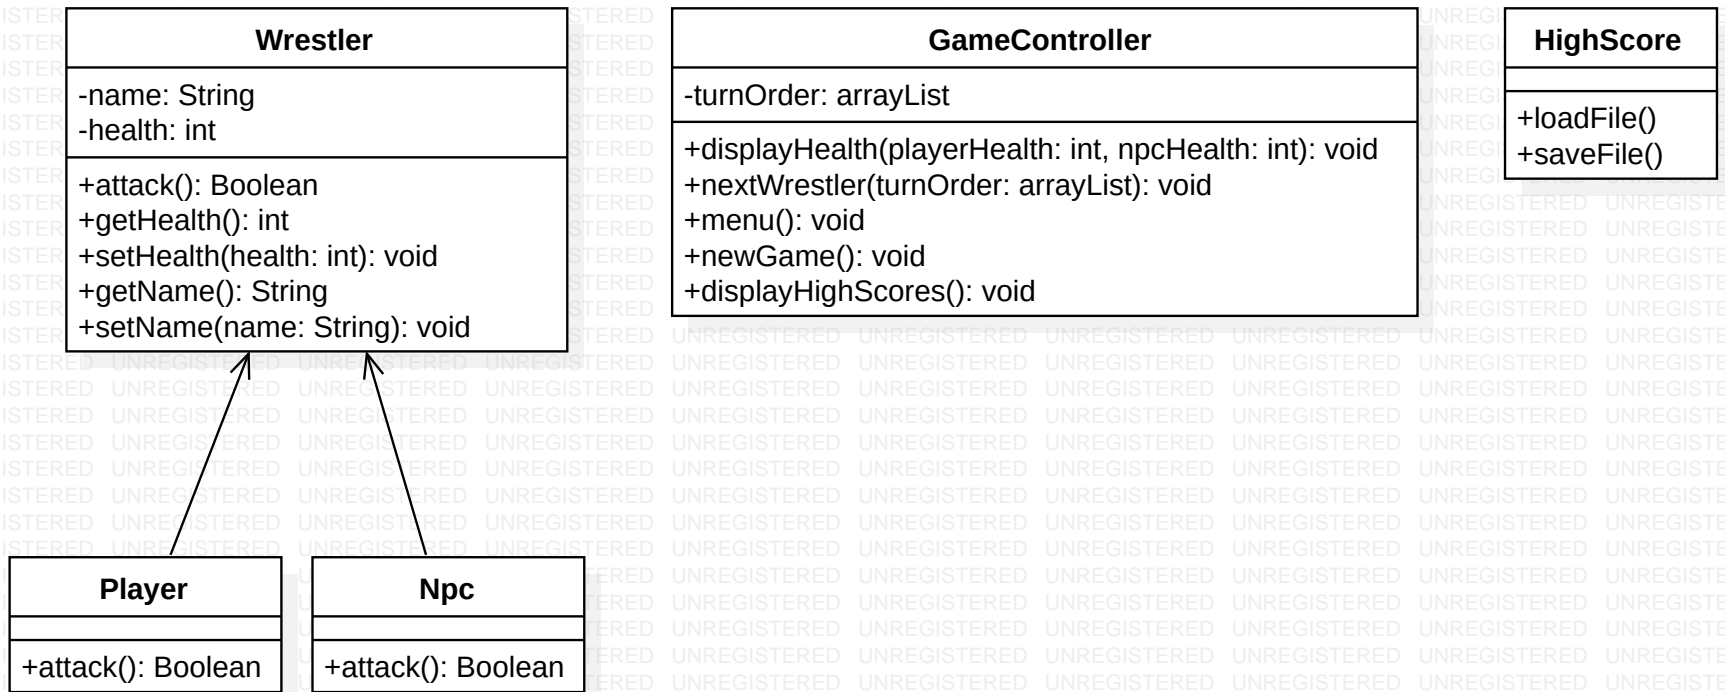 Wrestler
-name: String
-health: int
+attack(): Boolean
+getHealth(): int
+setHealth(health: int): void
+getName(): String
+setName(name: String): void
GameController
-turnOrder: arrayList
+displayHealth(playerHealth: int, npcHealth: int): void
+nextWrestler(turnOrder: arrayList): void
+menu(): void
+newGame(): void
+displayHighScores(): void
HighScore
+loadFile()
+saveFile()
Player
+attack(): Boolean
Npc
+attack(): Boolean
UNREGISTERED